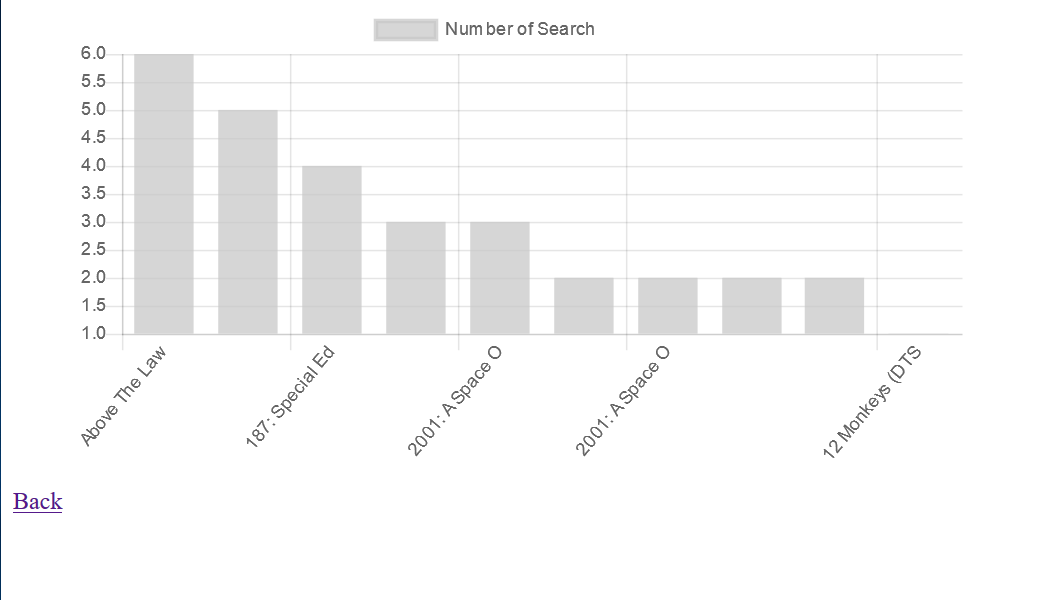 Number of Search
6.0
5.5
5.0
4.5
4.0
3.5
3.0
2.5
2.0
1.5
1.0
Above The Law
187: Special Ed
2001: A Space O
2001: A Space O
12 Monkeys (DTS
Back